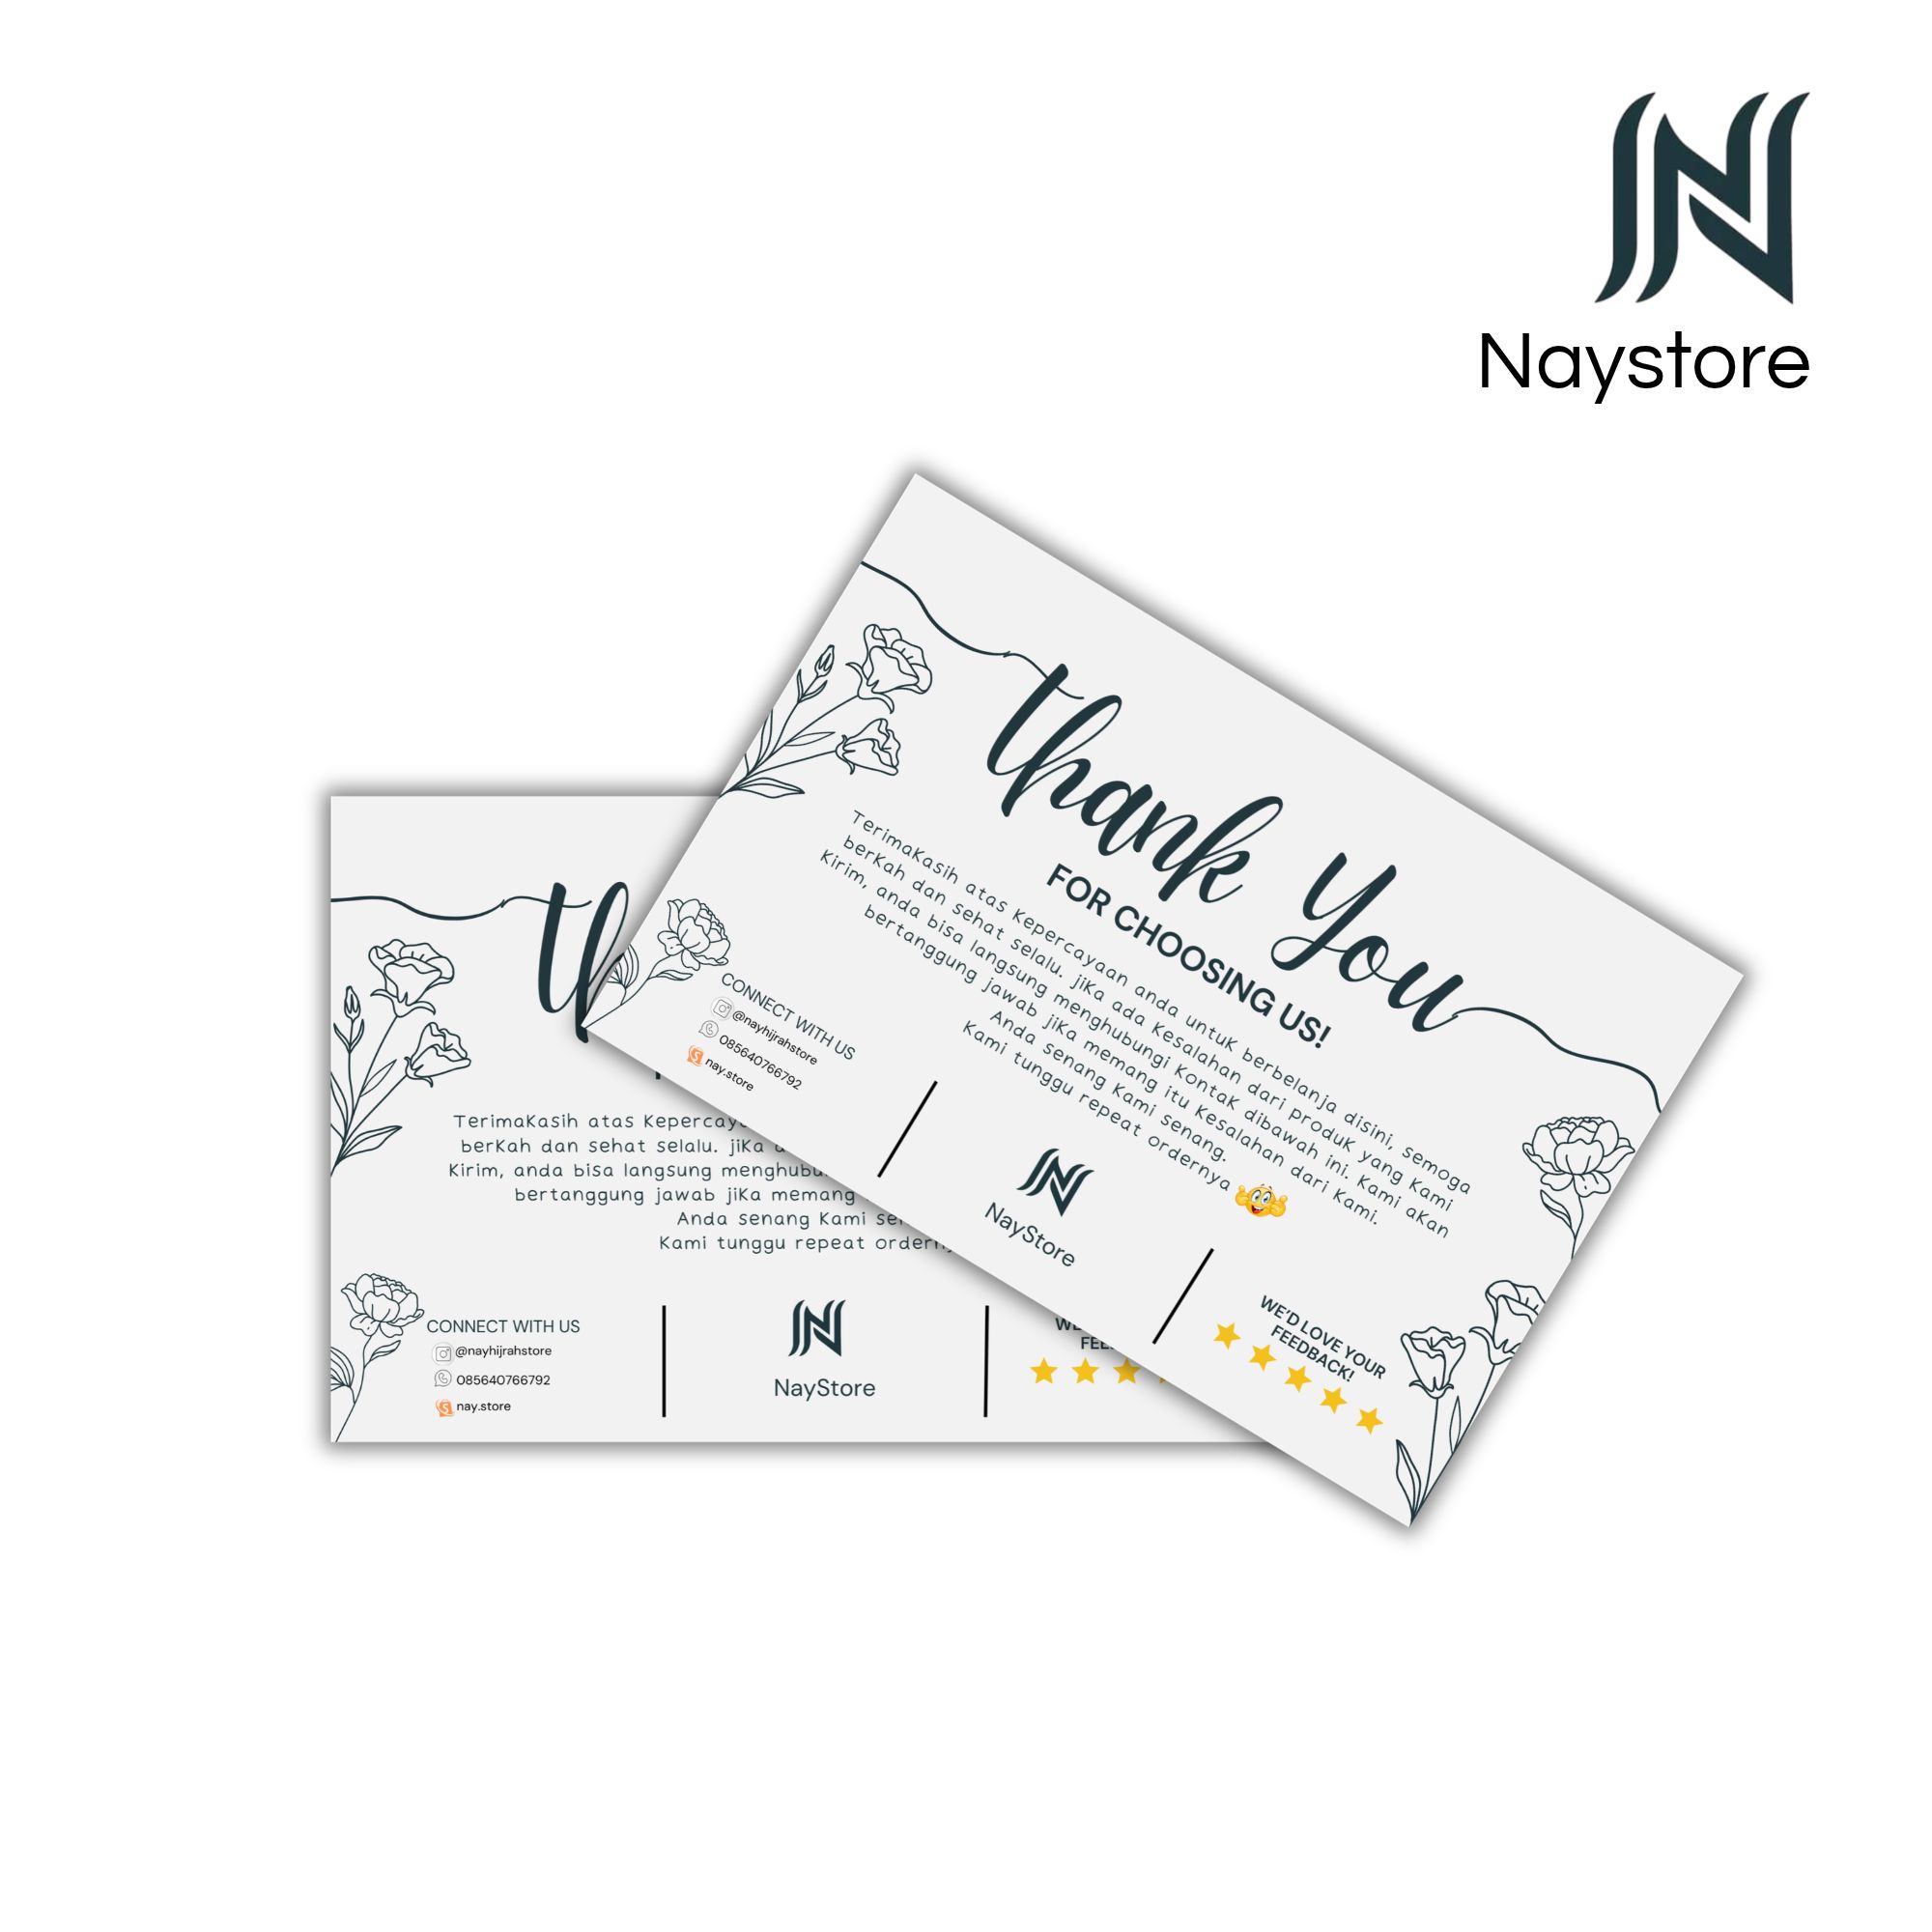 Naystore
thank you
FOR CHOOSING US!
TerimaKasih atas Kepercayaan anda untuK berbelanja disini, semoga
berKah dan sehat selalu. jiKa ada Kesalahan dari produK yang Kami
Kirim, anda bisa langsung menghubungi KontaK dibawah ini. Kami aKan
bertanggung jawab jiKa memang itu Kesalahan dari Kami.
Anda senang Kami senang.
Kami tunggu repeat ordernya
CONNECT WITH US
@nayhijrahstore
085640766792
nay.store
NayStore
WE'D LOVE YOUR
FEEDBACK!
TerimaKasih atas Kepercaya
berKah dan sehat selalu. jiKa
Kirim, anda bisa langsung menghubu
bertanggung jawab jiKa memang
Anda senang Kami
Kami tunggu repeat
CONNECT WITH US
@nayhijrahstore
085640766792
nay.store
NayStore